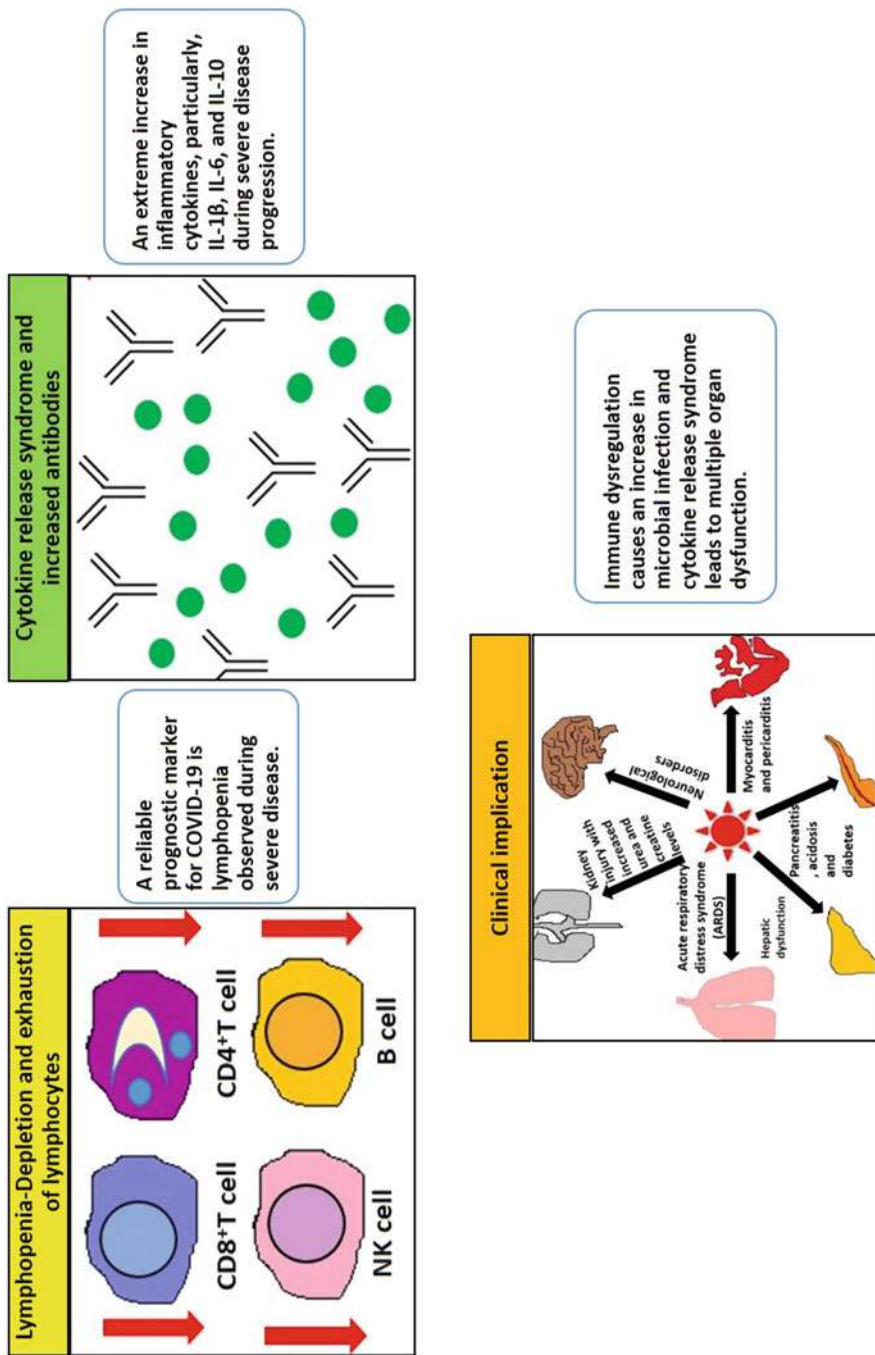 Lymphopenia-Depletion and exhaustion
of lymphocytes
CD8⁺T cell
CD4⁺T cell
NK cell
B cell
A reliable
prognostic marker
for COVID-19 is
lymphopenia
observed during
severe disease.
Cytokine release syndrome and
increased antibodies
An extreme increase in
inflammatory
cytokines, particularly,
IL-1β, IL-6, and IL-10
during severe disease
progression.
Clinical implication
Kidney
injury with
increased
urea and
creatine
levels
Neurological
disorders
Acute respiratory
distress syndrome
(ARDS)
Myocarditis
and pericarditis
Hepatic
dysfunction
Pancreatitis
, acidosis
and
diabetes
Immune dysregulation
causes an increase in
microbial infection and
cytokine release syndrome
leads to multiple organ
dysfunction.